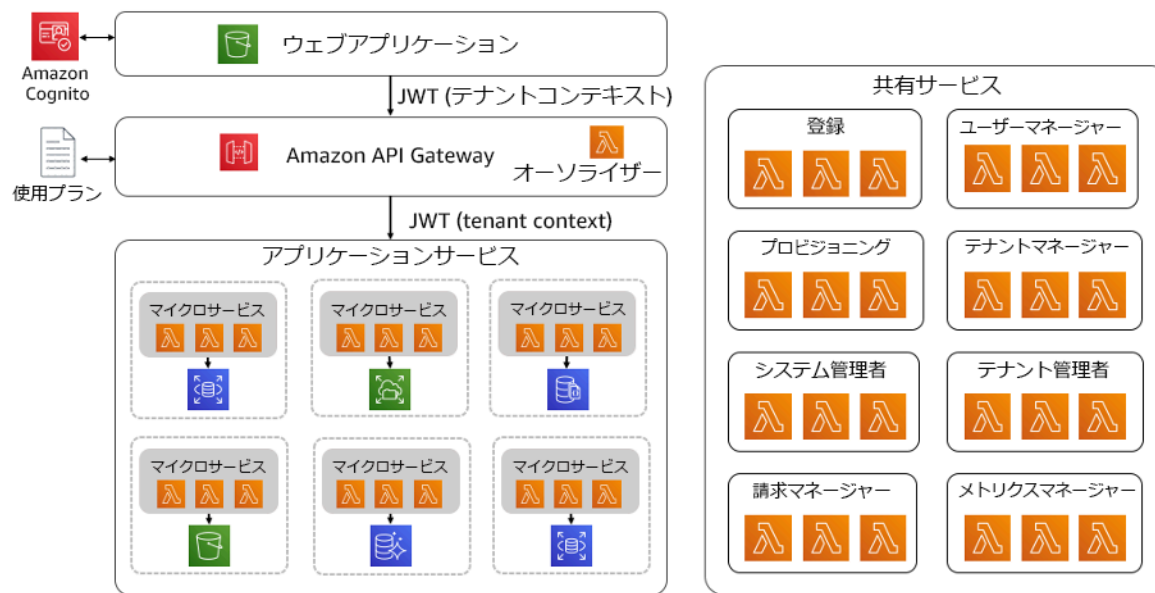 ウェブアプリケーション
Amazon
Cognito
JWT (テナントコンテキスト)
Amazon API Gateway
オーソライザー
使用プラン
JWT (tenant context)
アプリケーションサービス
マイクロサービス
マイクロサービス
マイクロサービス
マイクロサービス
マイクロサービス
マイクロサービス
共有サービス
登録
ユーザーマネージャー
プロビジョニング
テナントマネージャー
システム管理者
テナント管理者
請求マネージャー
メトリクスマネージャー